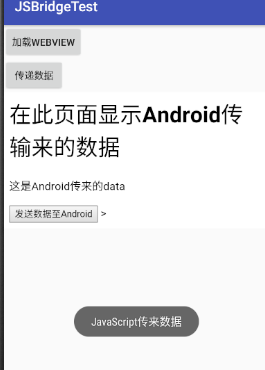 JSBridgeTest
加载WEBVIEW
传递数据
在此页面显示Android传
输来的数据
这是Android传来的data
发送数据至Android >
JavaScript传来数据